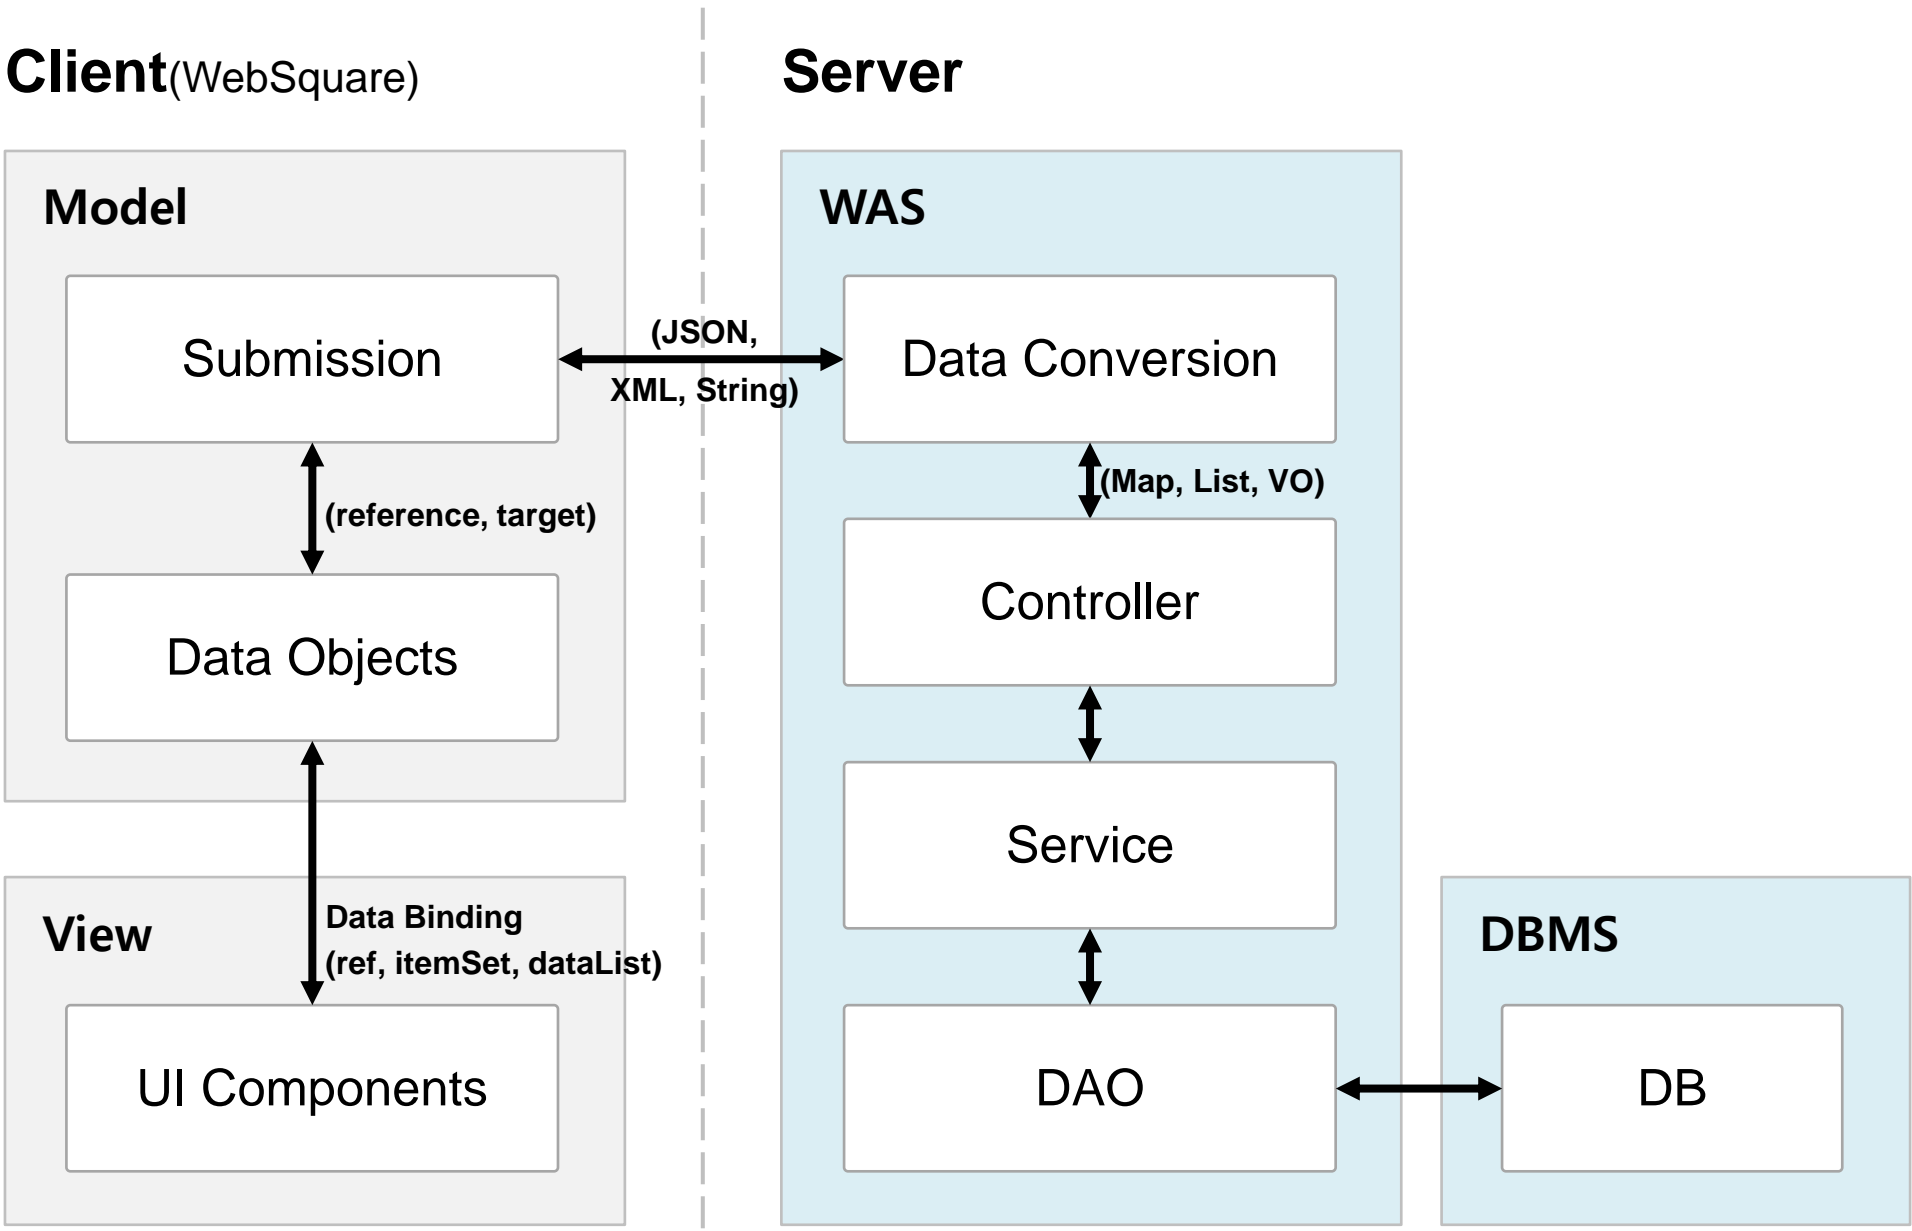 Client(WebSquare)
Server
Model
Submission
(reference, target)
Data Objects
View
Data Binding
(ref, itemSet, dataList)
UI Components
(JSON,
XML, String)
WAS
Data Conversion
(Map, List, VO)
Controller
Service
DAO
DBMS
DB